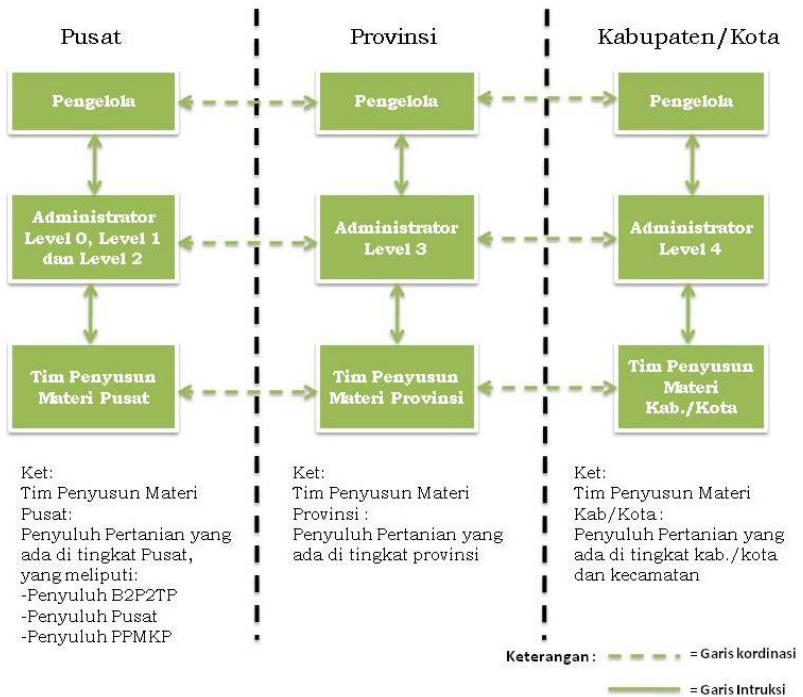 Pusat
Provinsi
Kabupaten/Kota
Pengelola
Pengelola
Pengelola
Administrator
Level 0, Level 1
dan Level 2
Administrator
Level 3
Administrator
Level 4
Tim Penyusun
Materi Pusat
Tim Penyusun
Materi Provinsi
Tim Penyusun
Materi
Kab./Kota
Ket:
Tim Penyusun Materi
Pusat:
Penyuluh Pertanian yang
ada di tingkat Pusat,
yang meliputi:
-Penyuluh B2P2TP
-Penyuluh Pusat
-Penyuluh PPMKP
Ket:
Tim Penyusun Materi
Provinsi :
Penyuluh Pertanian yang
ada di tingkat provinsi
Ket:
Tim Penyusun Materi
Kab/Kota:
Penyuluh Pertanian yang
ada di tingkat kab./kota
dan kecamatan
Keterangan : = Garis kordinasi
= Garis Intruksi